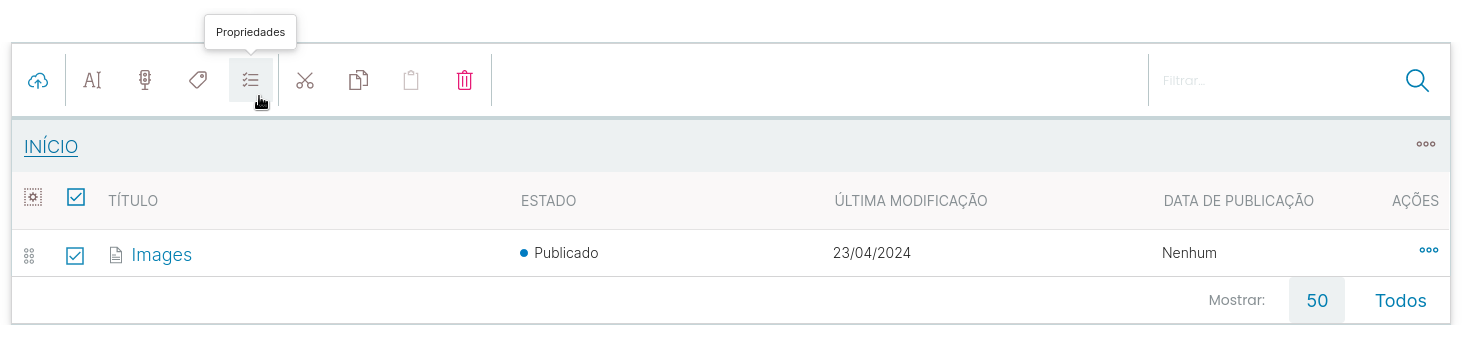 Propriedades
Filtrar...
INÍCIO
TÍTULO ESTADO ÚLTIMA MODIFICAÇÃO DATA DE PUBLICAÇÃO AÇÕES
Images Publicado 23/04/2024 Nenhum
Mostrar: 50 Todos